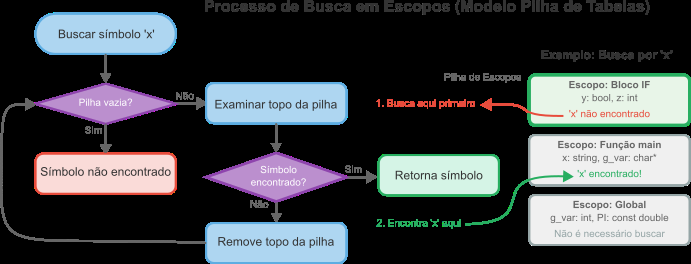 Processo de Busca em Escopos (Modelo Pilha de Tabelas)
Buscar símbolo 'x'
Pilha vazia?
Não
Sim
Símbolo não encontrado
Examinar topo da pilha
Símbolo
encontrado?
Sim
Não
Retorna símbolo
Remove topo da pilha
Exemplo: Busca por 'x'
Pilha de Escopos
1. Busca aqui primeiro
Escopo: Bloco IF
y: bool, z: int
'x' não encontrado
Escopo: Função main
x: string, g_var: char*
'x' encontrado!
2. Encontra 'x' aqui
Escopo: Global
g_var: int, PI: const double
Não é necessário buscar